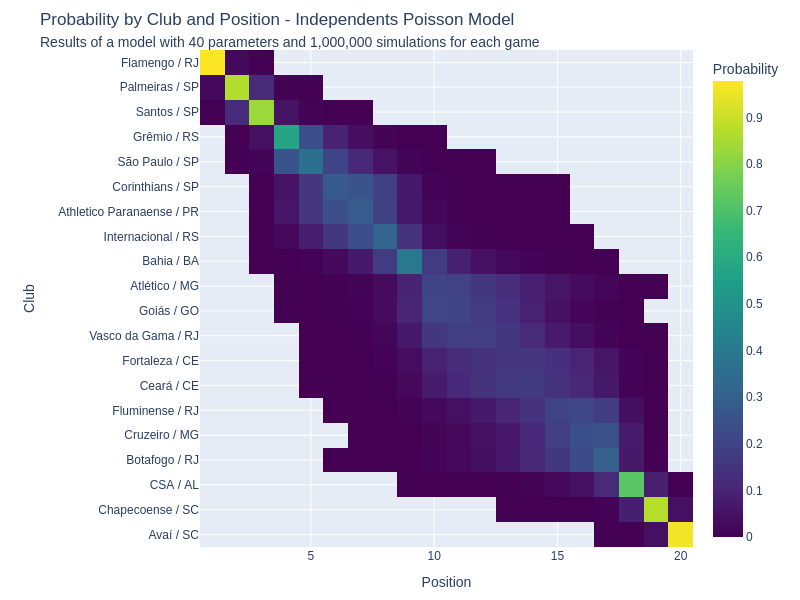 Probability by Club and Position - Independents Poisson Model
Results of a model with 40 parameters and 1,000,000 simulations for each game
Probability
Flamengo / RJ
Palmeiras / SP
Santos / SP
Grêmio / RS
São Paulo / SP
Corinthians / SP
Athletico Paranaense / PR
Internacional / RS
Bahia / BA
Atlético / MG
Goiás / GO
Vasco da Gama / RJ
Fortaleza / CE
Ceará / CE
Fluminense / RJ
Cruzeiro / MG
Botafogo / RJ
CSA / AL
Chapecoense / SC
Avaí / SC
Club
5
10
15
20
Position
0.9
0.8
0.7
0.6
0.5
0.4
0.3
0.2
0.1
0